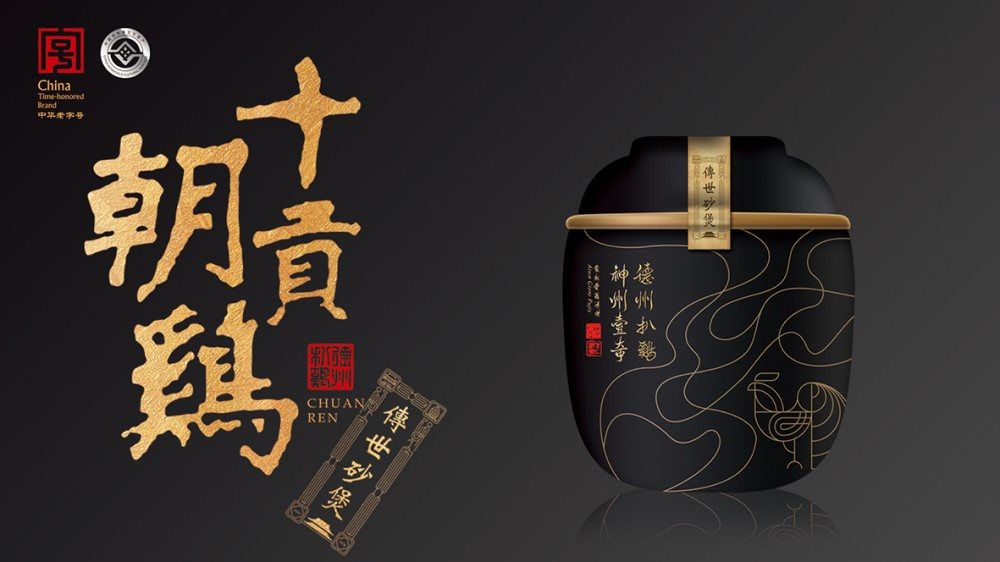 China
Time-honored
Brand
中华老字号
十貢
朝鷄
德州
扒鷄
CHUAN
REN
傳世砂煲
傳世砂煲
德州扒鷄
神州壹奇